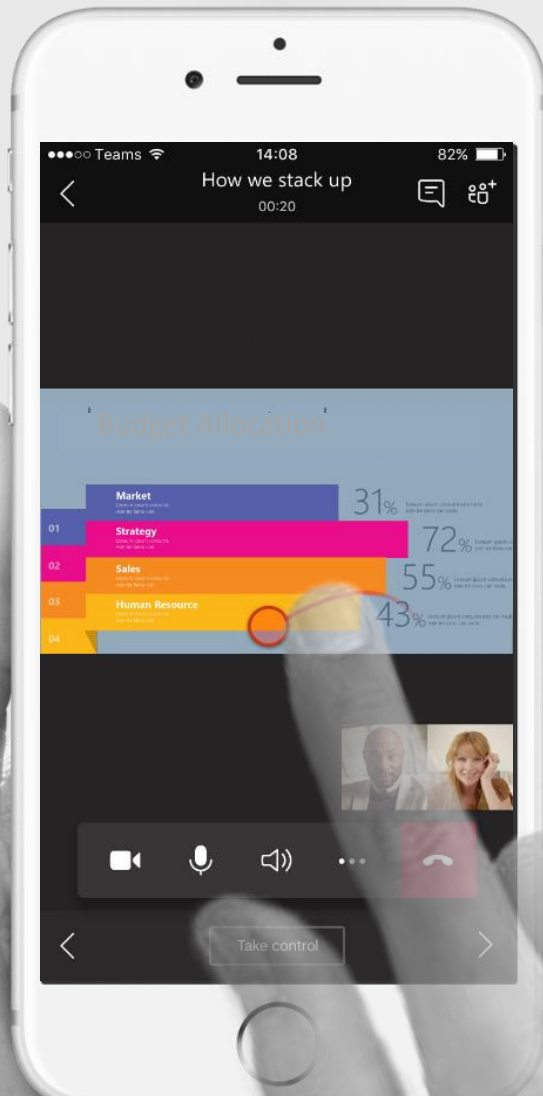 Teams 14:08 82%
How we stack up
00:20
Budget Allocation
Market 31%
01
Strategy 72%
02
Sales 55%
03
Human Resource 43%
04
Take control